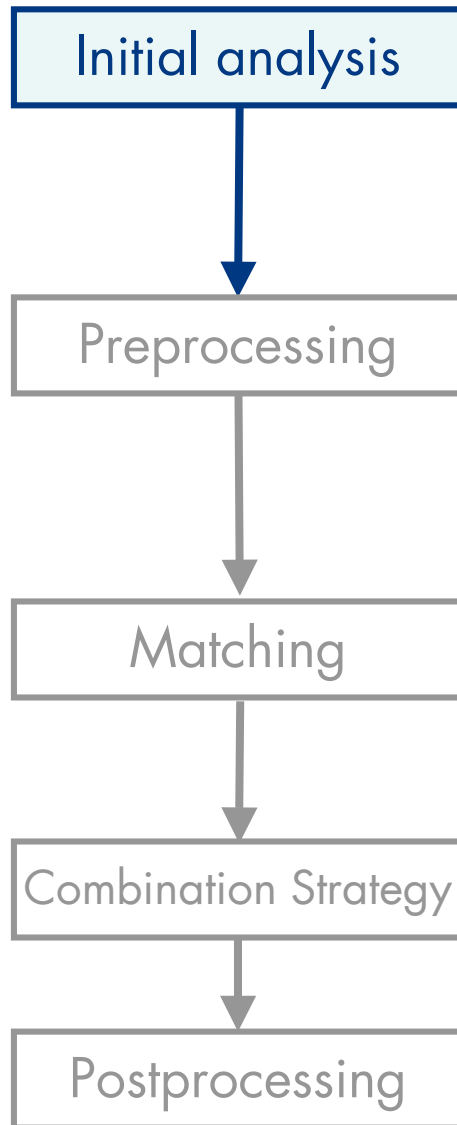 Initial analysis
Preprocessing
Matching
Combination Strategy
Postprocessing